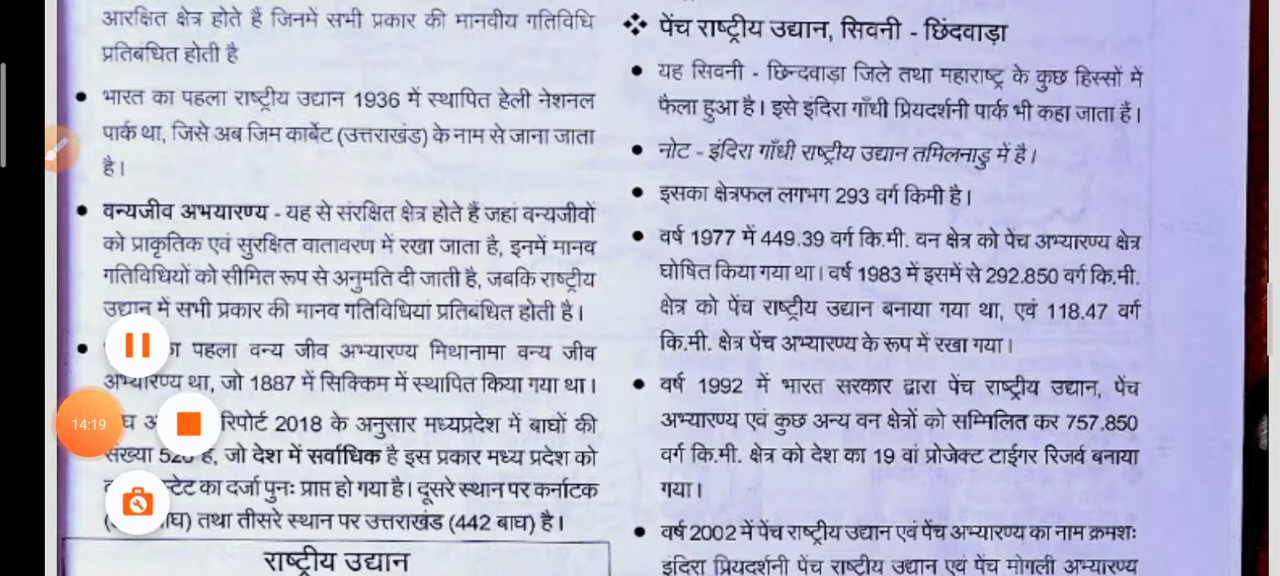 आरक्षित क्षेत्र होते हैं जिनमें सभी प्रकार की मानवीय गतिविधि
प्रतिबंधित होती है
• भारत का पहला राष्ट्रीय उद्यान 1936 में स्थापित हेली नेशनल
पार्क था, जिसे अब जिम कार्बेट (उत्तराखंड) के नाम से जाना जाता
है।
• वन्यजीव अभयारण्य - यह से संरक्षित क्षेत्र होते हैं जहां वन्यजीवों
को प्राकृतिक एवं सुरक्षित वातावरण में रखा जाता है, इनमें मानव
गतिविधियों को सीमित रूप से अनुमति दी जाती है, जबकि राष्ट्रीय
उद्यान में सभी प्रकार की मानव गतिविधियां प्रतिबंधित होती है।
• पहला वन्य जीव अभ्यारण्य मिथानामा वन्य जीव
अभ्यारण्य था, जो 1887 में सिक्किम में स्थापित किया गया था।
रिपोर्ट 2018 के अनुसार मध्यप्रदेश में बाघों की
संख्या 526 है, जो देश में सर्वाधिक है इस प्रकार मध्य प्रदेश को
का दर्जा पुनः प्राप्त हो गया है। दूसरे स्थान पर कर्नाटक
तथा तीसरे स्थान पर उत्तराखंड (442 बाघ) है।
राष्ट्रीय उद्यान
❖ पेंच राष्ट्रीय उद्यान, सिवनी - छिंदवाड़ा
• यह सिवनी - छिन्दवाड़ा जिले तथा महाराष्ट्र के कुछ हिस्सों में
फैला हुआ है। इसे इंदिरा गाँधी प्रियदर्शनी पार्क भी कहा जाता हैं।
• नोट - इंदिरा गाँधी राष्ट्रीय उद्यान तमिलनाडु में है।
• इसका क्षेत्रफल लगभग 293 वर्ग किमी है।
• वर्ष 1977 में 449.39 वर्ग कि.मी. वन क्षेत्र को पेंच अभ्यारण्य क्षेत्र
घोषित किया गया था। वर्ष 1983 में इसमें से 292.850 वर्ग कि.मी.
क्षेत्र को पेंच राष्ट्रीय उद्यान बनाया गया था, एवं 118.47 वर्ग
कि.मी. क्षेत्र पेंच अभ्यारण्य के रूप में रखा गया।
• वर्ष 1992 में भारत सरकार द्वारा पेंच राष्ट्रीय उद्यान, पेंच
अभ्यारण्य एवं कुछ अन्य वन क्षेत्रों को सम्मिलित कर 757.850
वर्ग कि.मी. क्षेत्र को देश का 19 वां प्रोजेक्ट टाईगर रिजर्व बनाया
गया।
• वर्ष 2002 में पेंच राष्ट्रीय उद्यान एवं पेंच अभ्यारण्य का नाम क्रमशः
इंदिरा प्रियदर्शनी पेंच राष्ट्रीय उद्यान एवं पेंच मोगली अभ्यारण्य
14:19